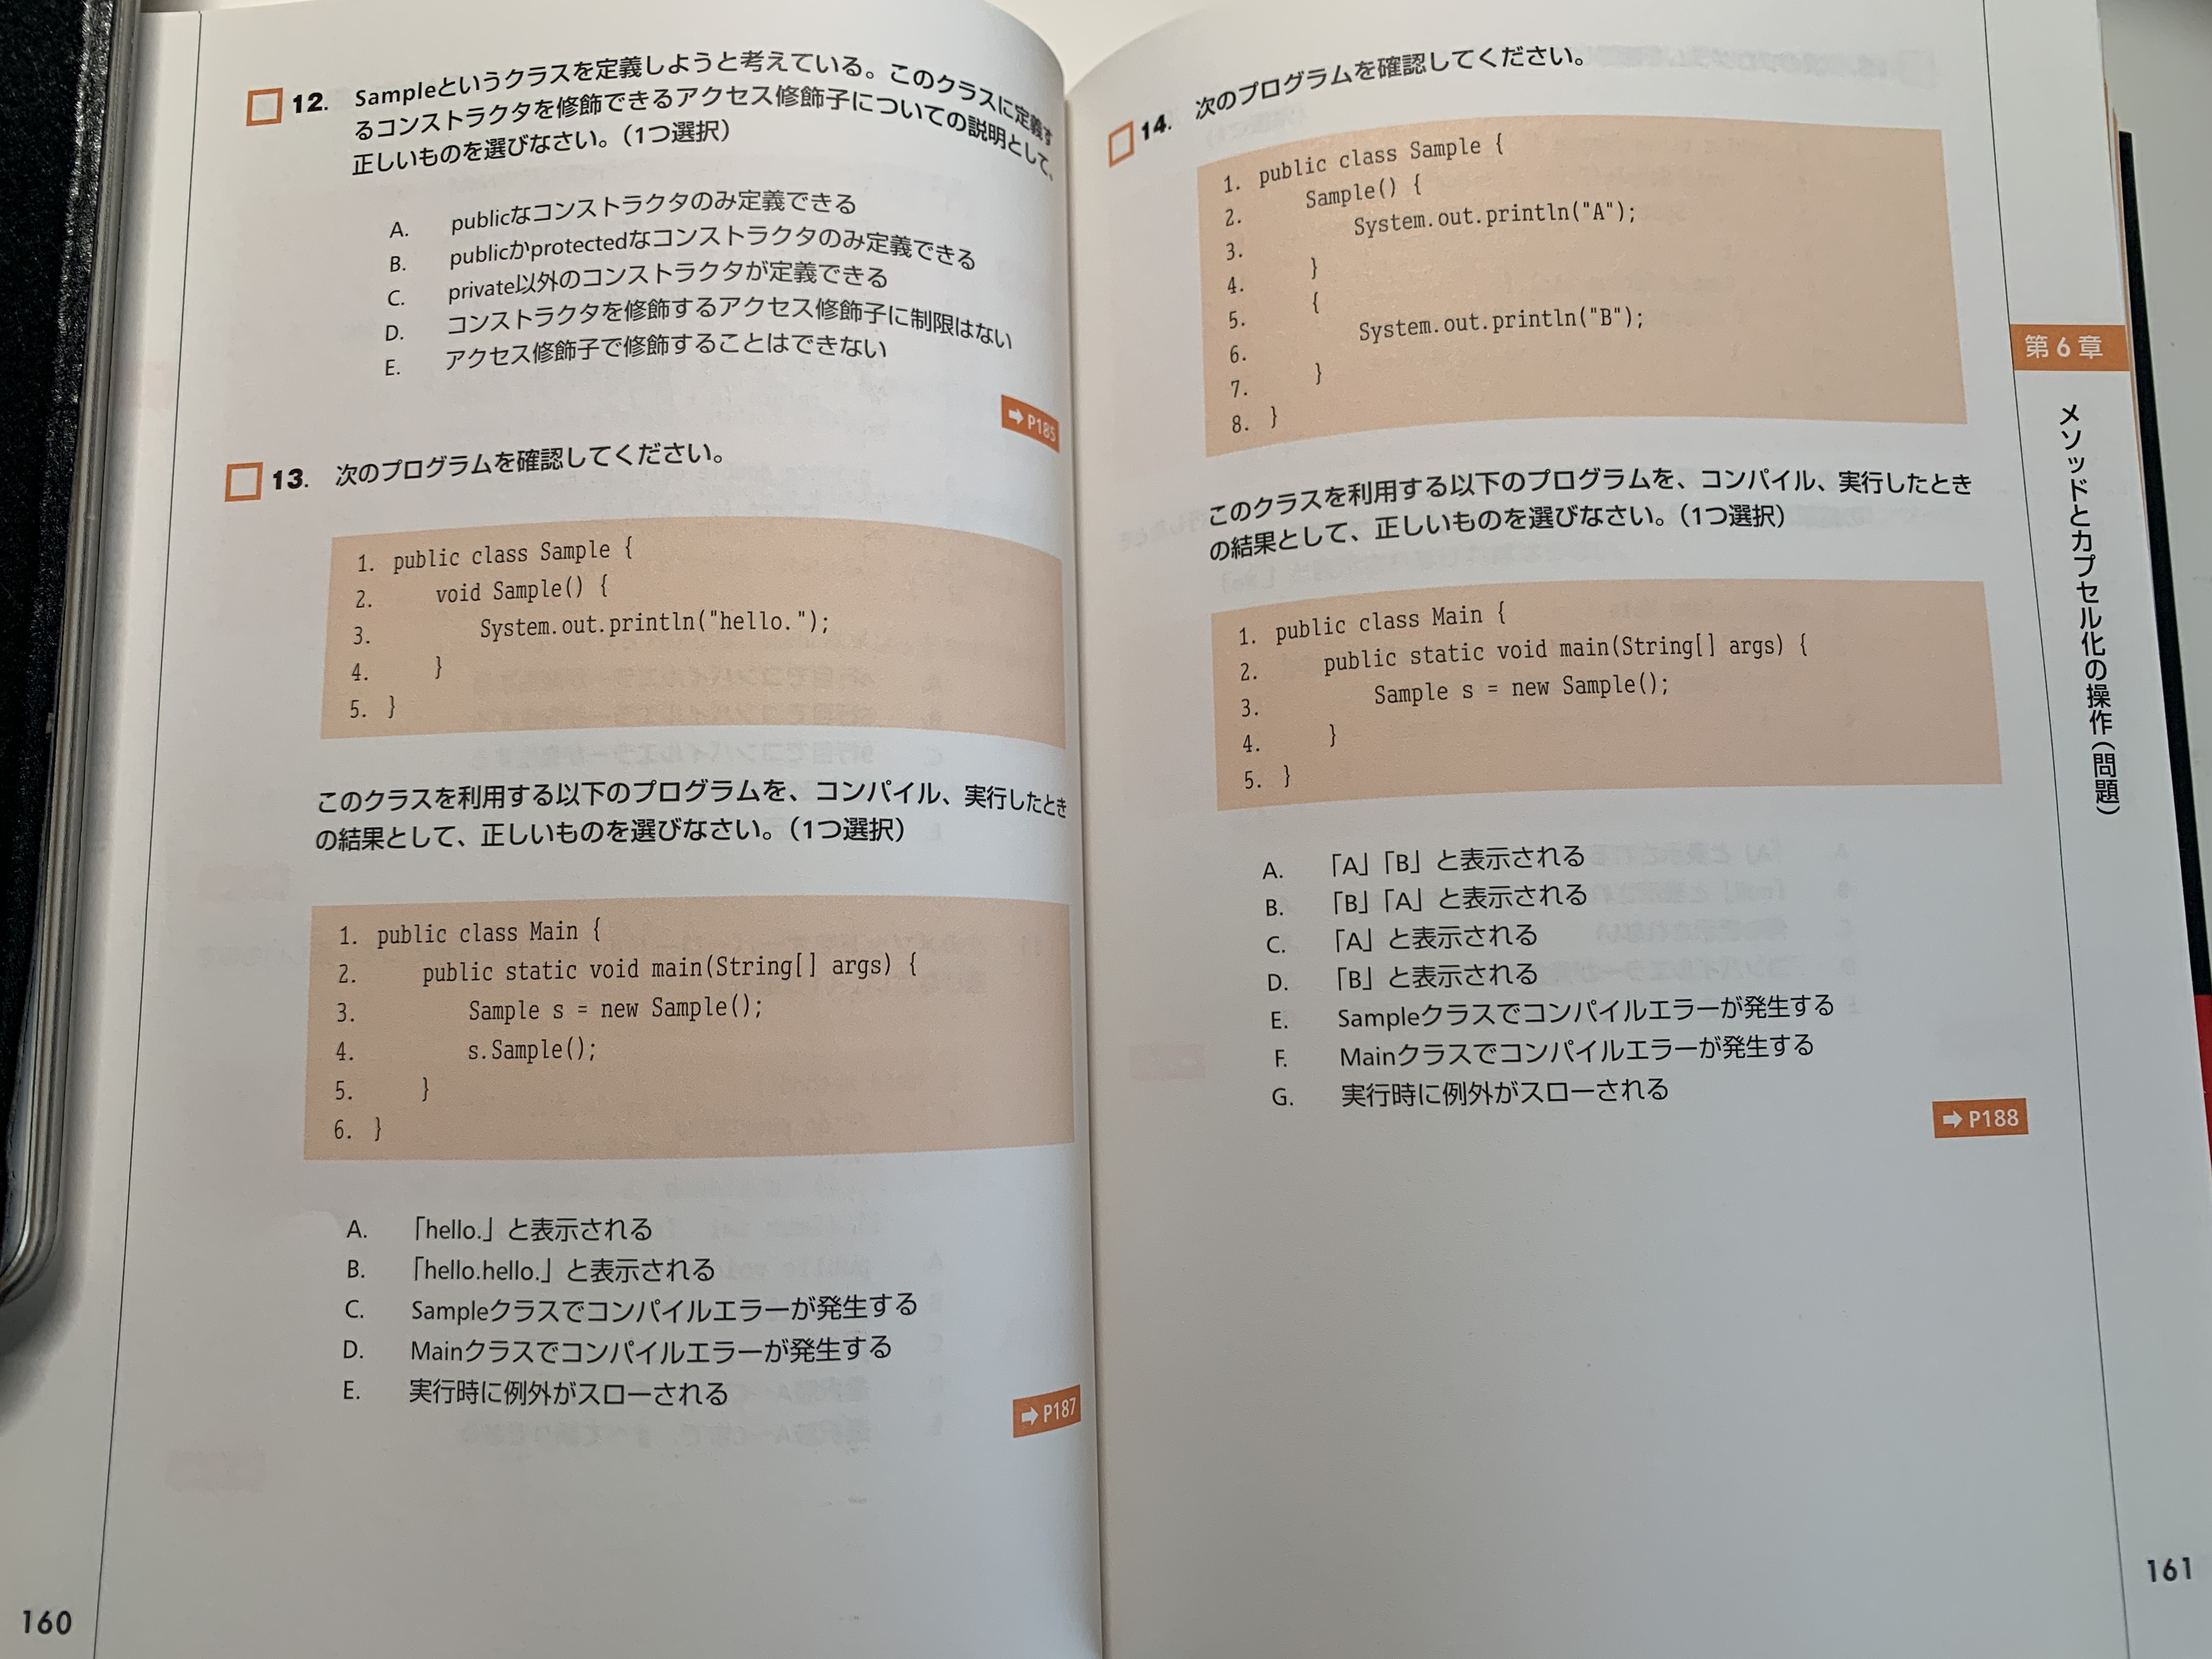 12. Sampleというクラスを定義しようと考えている。このクラスに定義す
るコンストラクタを修飾できるアクセス修飾子についての説明として、
正しいものを選びなさい。（1つ選択）
A. publicなコンストラクタのみ定義できる
B. publicかprotectedなコンストラクタのみ定義できる
C. private以外のコンストラクタが定義できる
D. コンストラクタを修飾するアクセス修飾子に制限はない
E. アクセス修飾子で修飾することはできない
➡ P185
13. 次のプログラムを確認してください。
1. public class Sample {
2. void Sample() {
3. System.out.println("hello.");
4. }
5. }
このクラスを利用する以下のプログラムを、コンパイル、実行したとき
の結果として、正しいものを選びなさい。（1つ選択）
1. public class Main {
2. public static void main(String[] args) {
3. Sample s = new Sample();
4. s.Sample();
5. }
6. }
A. 「hello.」と表示される
B. 「hello.hello.」と表示される
C. Sampleクラスでコンパイルエラーが発生する
D. Mainクラスでコンパイルエラーが発生する
E. 実行時に例外がスローされる
➡ P187
160
14. 次のプログラムを確認してください。
1. public class Sample {
2. Sample() {
3. System.out.println("A");
4. }
5. {
6. System.out.println("B");
7. }
8. }
このクラスを利用する以下のプログラムを、コンパイル、実行したとき
の結果として、正しいものを選びなさい。（1つ選択）
1. public class Main {
2. public static void main(String[] args) {
3. Sample s = new Sample();
4. }
5. }
A. 「A」「B」と表示される
B. 「B」「A」と表示される
C. 「A」と表示される
D. 「B」と表示される
E. Sampleクラスでコンパイルエラーが発生する
F. Mainクラスでコンパイルエラーが発生する
G. 実行時に例外がスローされる
➡ P188
第6章
メソッドとカプセル化の操作（問題）
161